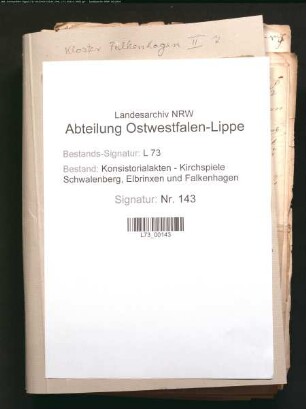 Kloster Falkenhagen II 2
Landesarchiv NRW
Abteilung Ostwestfalen-Lippe
Bestands-Signatur: L 73
Bestand: Konsistorialakten - Kirchspiele
Schwalenberg, Elbrinxen und Falkenhagen
Signatur: Nr. 143
L73_00143